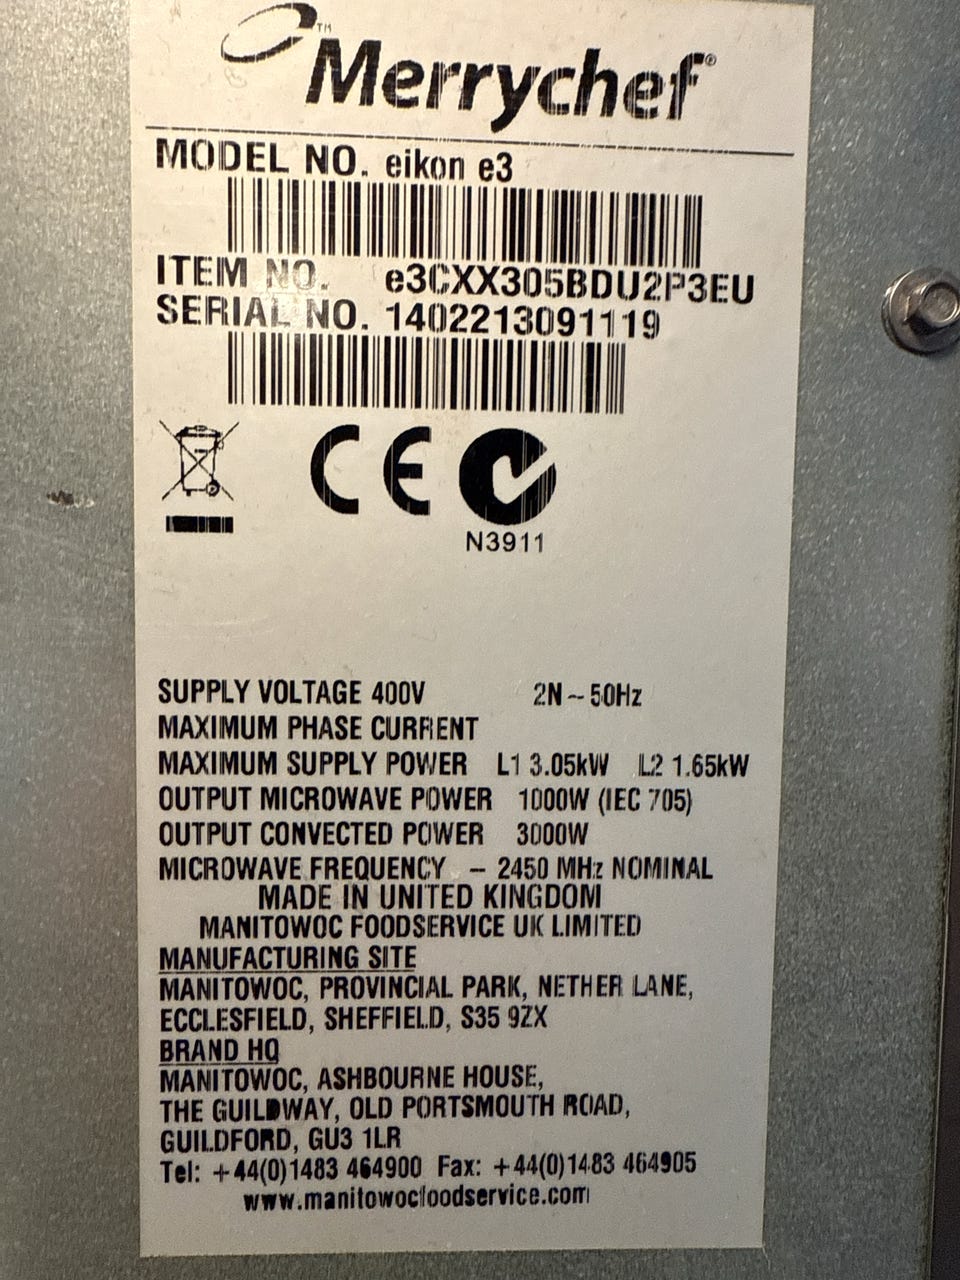 ™
Merrychef®
MODEL NO. eikon e3
ITEM NO. e3CXX305BDU2P3EU
SERIAL NO. 1402213091119
CE
N3911
SUPPLY VOLTAGE 400V 2N ~ 50Hz
MAXIMUM PHASE CURRENT
MAXIMUM SUPPLY POWER L1 3.05kW L2 1.65kW
OUTPUT MICROWAVE POWER 1000W (IEC 705)
OUTPUT CONVECTED POWER 3000W
MICROWAVE FREQUENCY – 2450 MHz NOMINAL
MADE IN UNITED KINGDOM
MANITOWOC FOODSERVICE UK LIMITED
MANUFACTURING SITE
MANITOWOC, PROVINCIAL PARK, NETHER LANE,
ECCLESFIELD, SHEFFIELD, S35 9ZX
BRAND HQ
MANITOWOC, ASHBOURNE HOUSE,
THE GUILDWAY, OLD PORTSMOUTH ROAD,
GUILDFORD, GU3 1LR
Tel: +44(0)1483 464900 Fax: +44(0)1483 464905
www.manitowocfoodservice.com